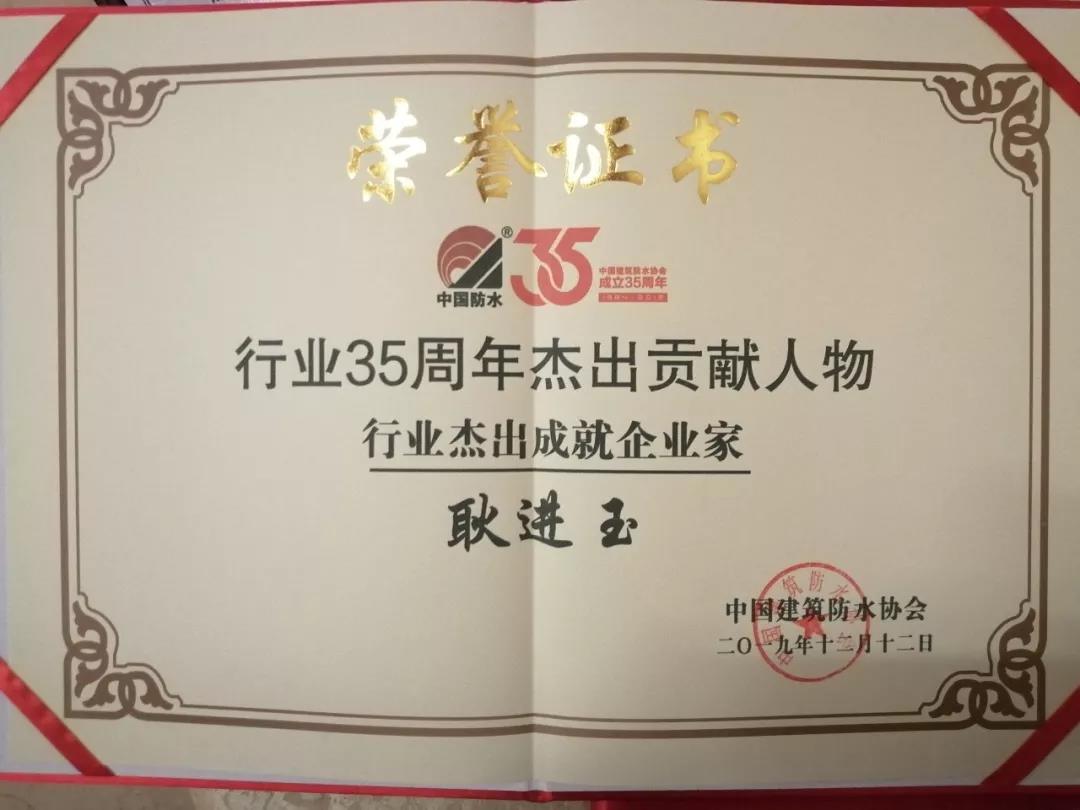 荣誉证书
®
中国防水
35
中国建筑防水协会
成立35周年
行业35周年杰出贡献人物
行业杰出成就企业家
耿进玉
中国建筑防水协会
二〇一九年十二月十二日